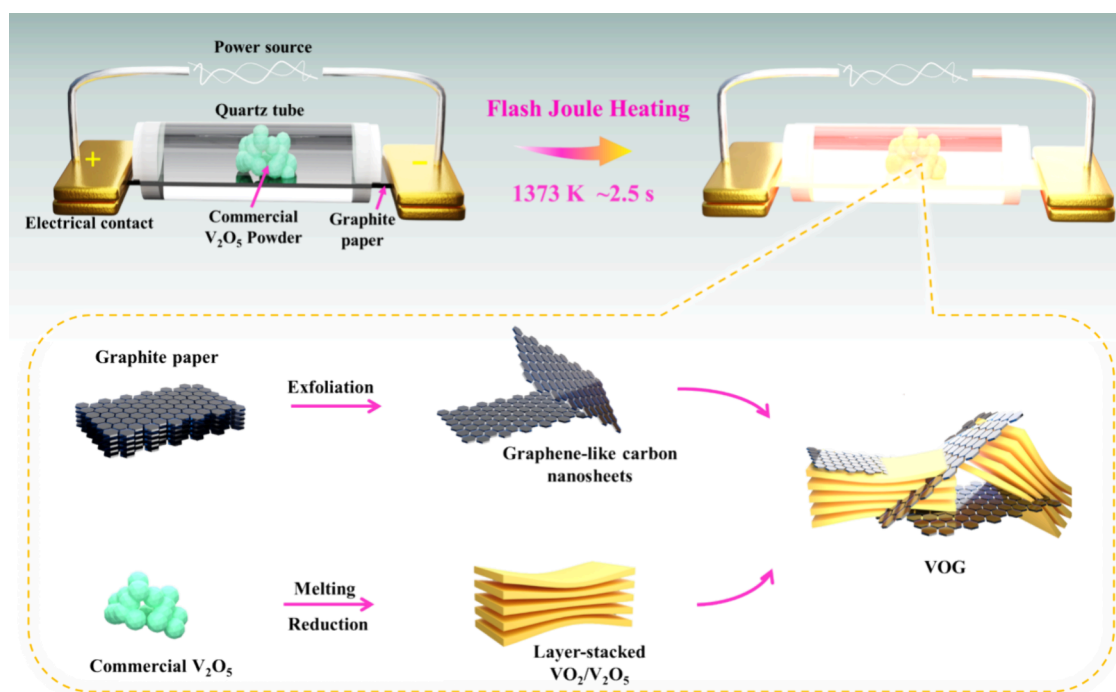 Power source
Quartz tube
+
−
Electrical contact
Commercial
V₂O₅ Powder
Graphite
paper
Flash Joule Heating
1373 K ~2.5 s
Graphite paper
Exfoliation
Graphene-like carbon
nanosheets
VOG
Commercial V₂O₅
Melting
Reduction
Layer-stacked
VO₂/V₂O₅